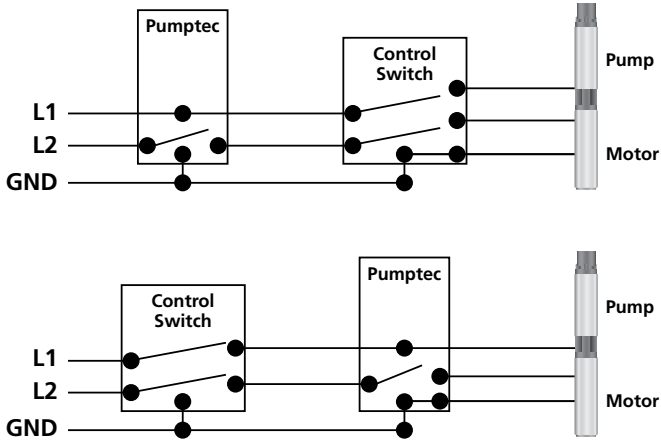 Pumptec
Control
Switch
Pump
L1
L2
Motor
GND
Pumptec
Control
Switch
Pump
L1
L2
Motor
GND